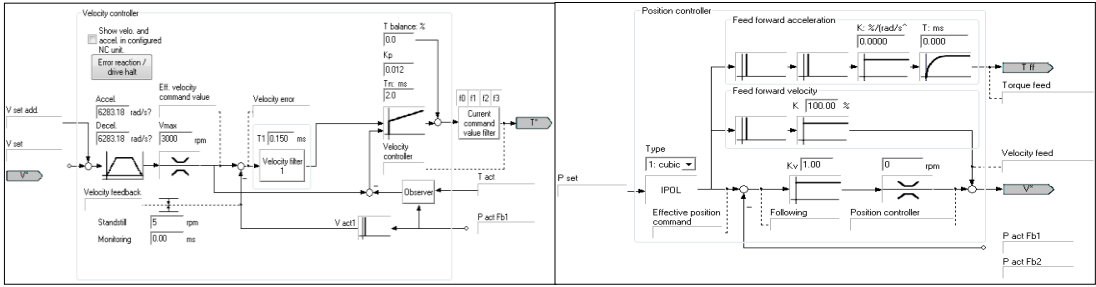 Velocity controller
Show velo. and
accel. in configured
NC unit.
Error reaction /
drive halt
T balance: %
0.0
Kp
0.012
Tn: ms
2.0
Eff. velocity
command value
Velocity error
f0 f1 f2 f3
Current
command
value filter
T*
V set add.
Accel.
6283.18 rad/s?
Decel.
6283.18 rad/s?
Vmax
3000 rpm
T1 0.150 ms
Velocity filter
1
V set
V*
Velocity
controller
Observer
T act
Velocity feedback
Standstill 5 rpm
Monitoring 0.00 ms
V act1
P act Fb1
Position controller
Feed forward acceleration
K: %/(rad/s^
0.0000
T: ms
0.000
T ff
Torque feed
Feed forward velocity
K 100.00 %
Velocity feed
Type
1: cubic
Kv 1.00
0 rpm
P set
IPOL
V*
Effective position
command
Following
Position controller
P act Fb1
P act Fb2